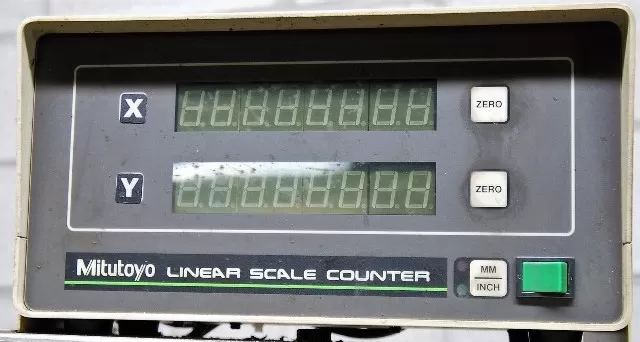 X
ZERO
Y
ZERO
Mitutoyo LINEAR SCALE COUNTER
MM
INCH